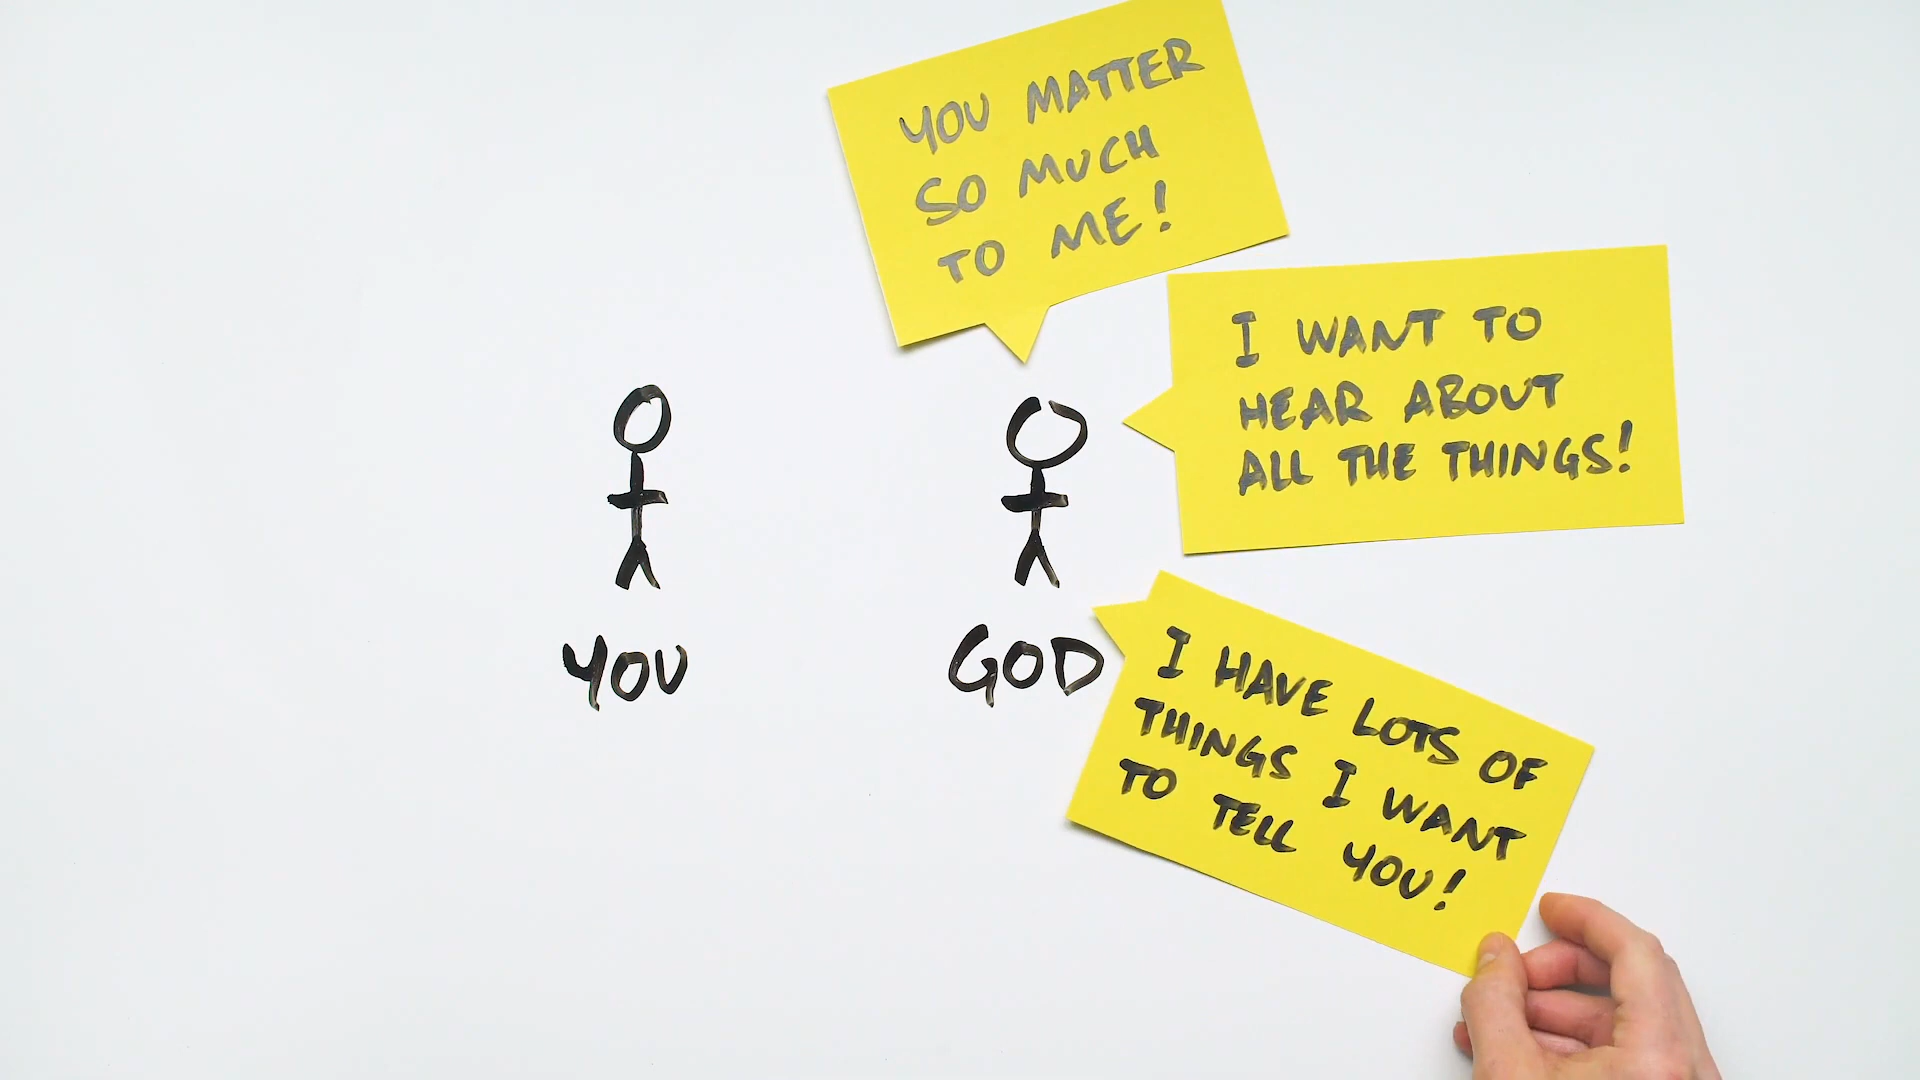 YOU MATTER
SO MUCH
TO ME!
I WANT TO
HEAR ABOUT
ALL THE THINGS!
I HAVE LOTS OF
THINGS I WANT
TO TELL YOU!
YOU
GOD